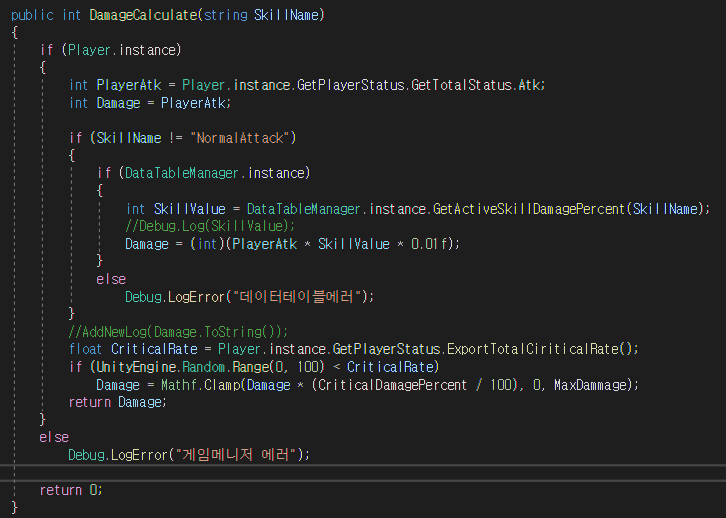 public int DamageCalculate(string SkillName)
{
if (Player.instance)
{
int PlayerAtk = Player.instance.GetPlayerStatus.GetTotalStatus.Atk;
int Damage = PlayerAtk;
if (SkillName != "NormalAttack")
{
if (DataTableManager.instance)
{
int SkillValue = DataTableManager.instance.GetActiveSkillDamagePercent(SkillName);
//Debug.Log(SkillValue);
Damage = (int)(PlayerAtk * SkillValue * 0.01f);
}
else
Debug.LogError("데이터테이블에러");
}
//AddNewLog(Damage.ToString());
float CriticalRate = Player.instance.GetPlayerStatus.ExportTotalCiriticalRate();
if (UnityEngine.Random.Range(0, 100) < CriticalRate)
Damage = Mathf.Clamp(Damage * (CriticalDamagePercent / 100), 0, MaxDammage);
return Damage;
}
else
Debug.LogError("게임메니저 에러");
return 0;
}